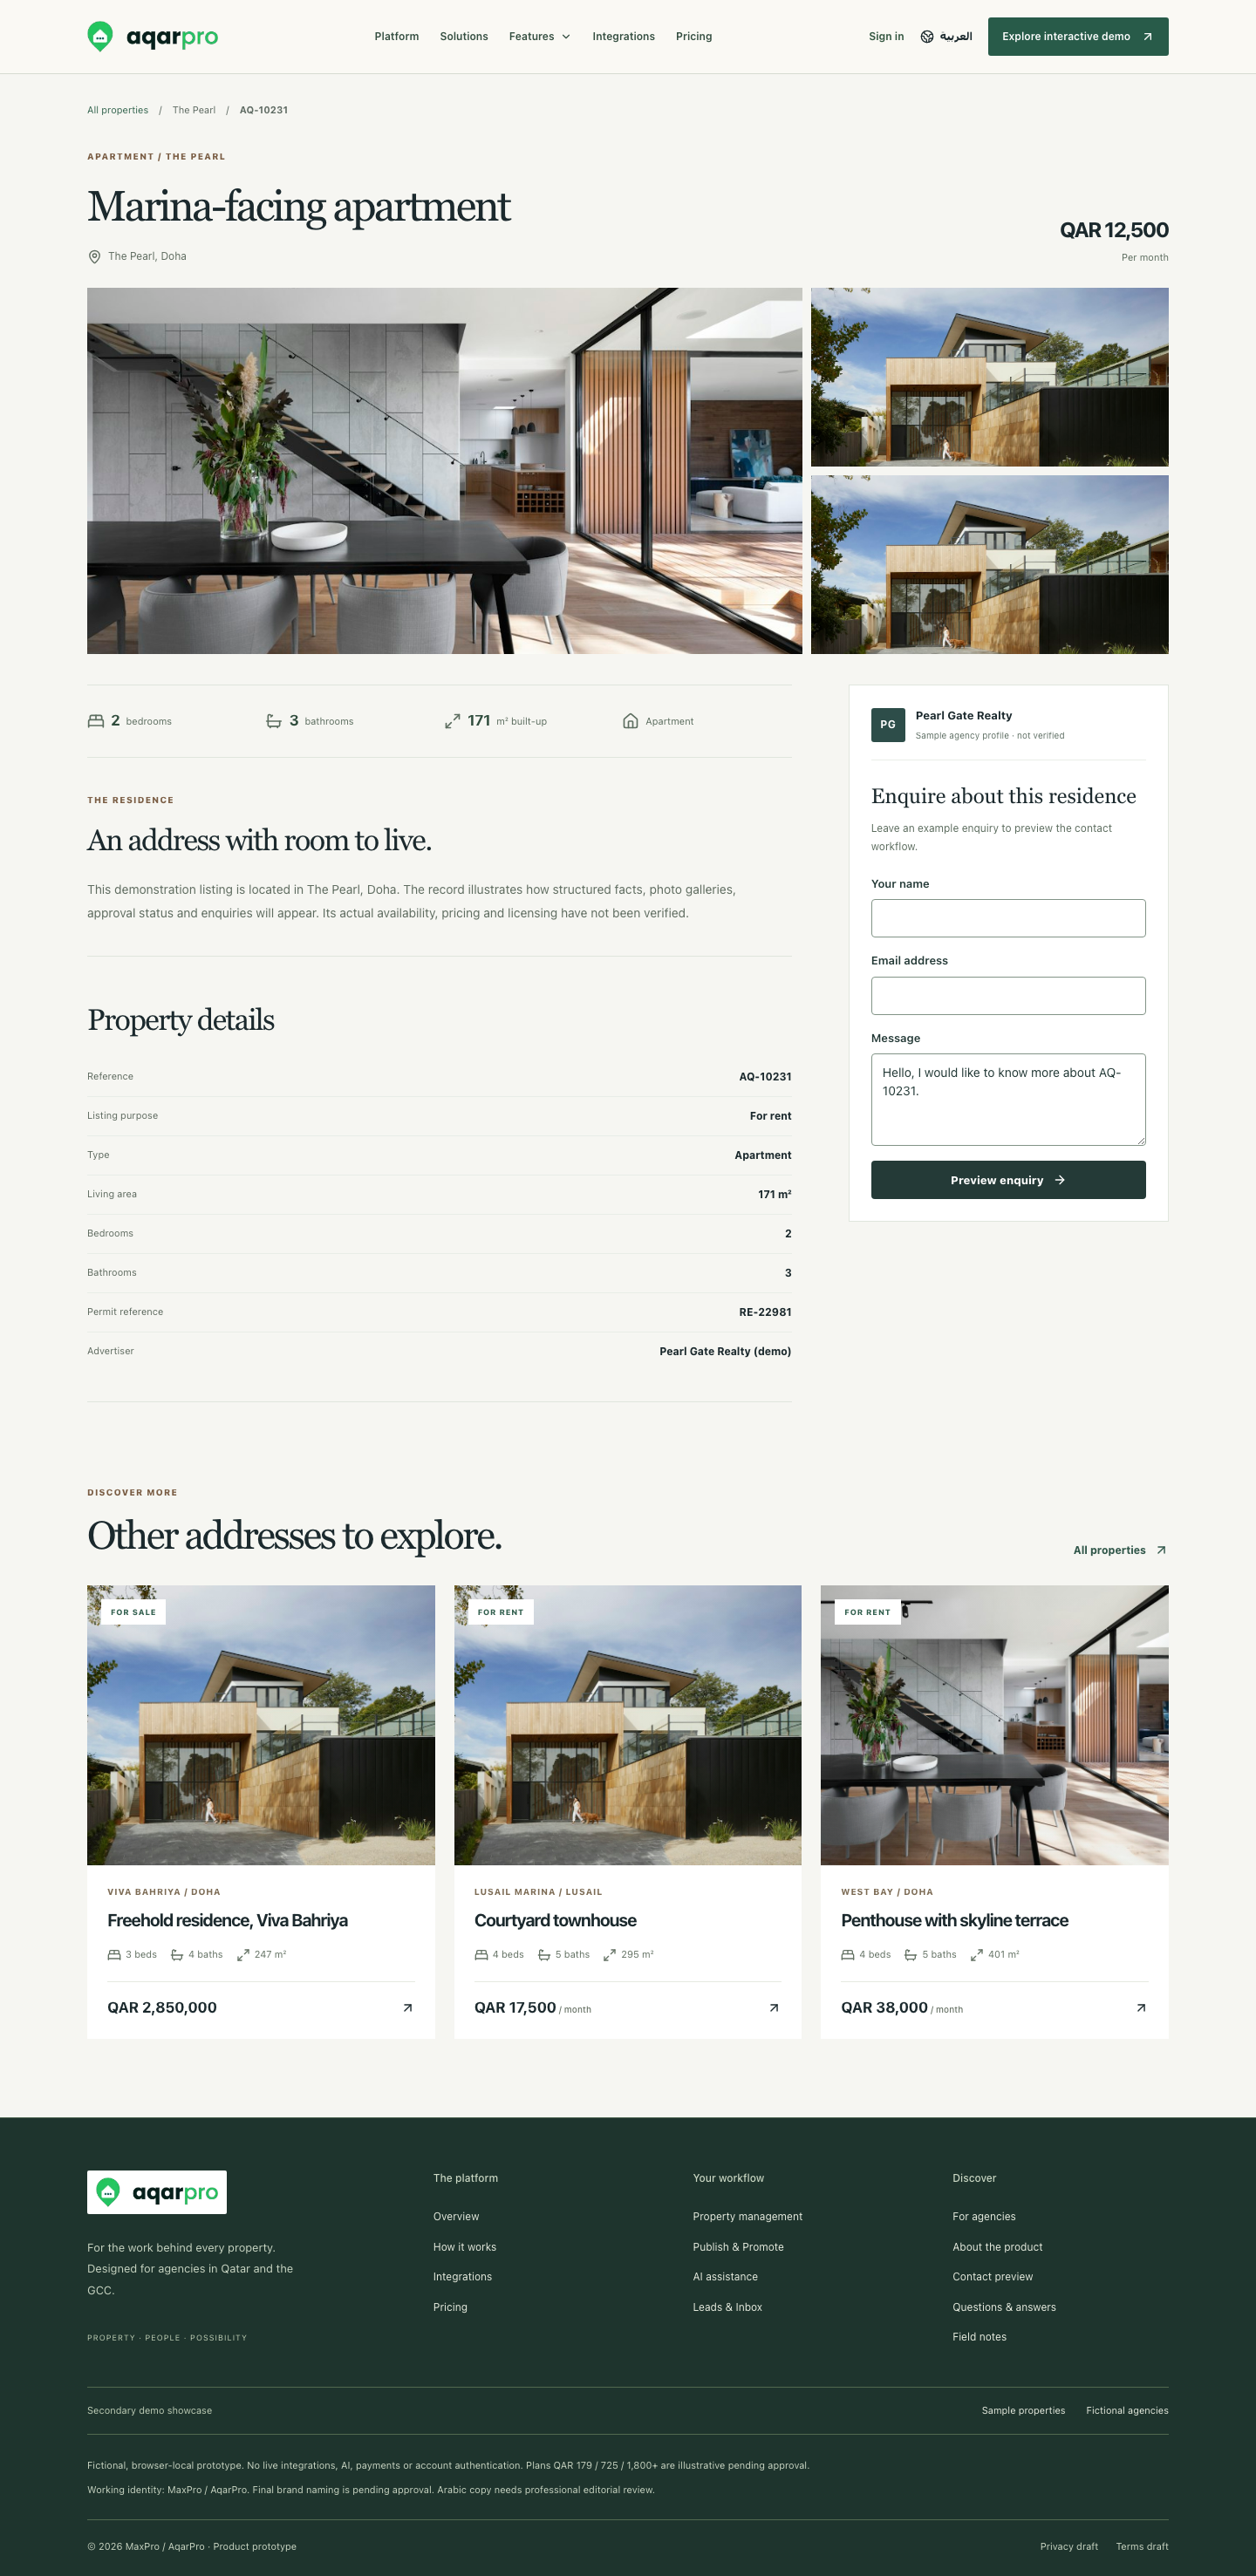 aqarpro
Platform
Solutions
Features
Integrations
Pricing
Sign in
العربية
Explore interactive demo
All properties / The Pearl / AQ-10231
APARTMENT / THE PEARL
Marina-facing apartment
QAR 12,500
The Pearl, Doha
Per month
2 bedrooms
3 bathrooms
171 m² built-up
Apartment
THE RESIDENCE
An address with room to live.
This demonstration listing is located in The Pearl, Doha. The record illustrates how structured facts, photo galleries,
approval status and enquiries will appear. Its actual availability, pricing and licensing have not been verified.
Property details
Reference AQ-10231
Listing purpose For rent
Type Apartment
Living area 171 m²
Bedrooms 2
Bathrooms 3
Permit reference RE-22981
Advertiser Pearl Gate Realty (demo)
PG
Pearl Gate Realty
Sample agency profile · not verified
Enquire about this residence
Leave an example enquiry to preview the contact
workflow.
Your name
Email address
Message
Hello, I would like to know more about AQ-
10231.
Preview enquiry
DISCOVER MORE
Other addresses to explore.
All properties
FOR SALE
VIVA BAHRIYA / DOHA
Freehold residence, Viva Bahriya
3 beds 4 baths 247 m²
QAR 2,850,000
FOR RENT
LUSAIL MARINA / LUSAIL
Courtyard townhouse
4 beds 5 baths 295 m²
QAR 17,500 / month
FOR RENT
WEST BAY / DOHA
Penthouse with skyline terrace
4 beds 5 baths 401 m²
QAR 38,000 / month
aqarpro
For the work behind every property.
Designed for agencies in Qatar and the
GCC.
PROPERTY · PEOPLE · POSSIBILITY
The platform
Overview
How it works
Integrations
Pricing
Your workflow
Property management
Publish & Promote
AI assistance
Leads & Inbox
Discover
For agencies
About the product
Contact preview
Questions & answers
Field notes
Secondary demo showcase
Sample properties
Fictional agencies
Fictional, browser-local prototype. No live integrations, AI, payments or account authentication. Plans QAR 179 / 725 / 1,800+ are illustrative pending approval.
Working identity: MaxPro / AqarPro. Final brand naming is pending approval. Arabic copy needs professional editorial review.
© 2026 MaxPro / AqarPro · Product prototype
Privacy draft
Terms draft